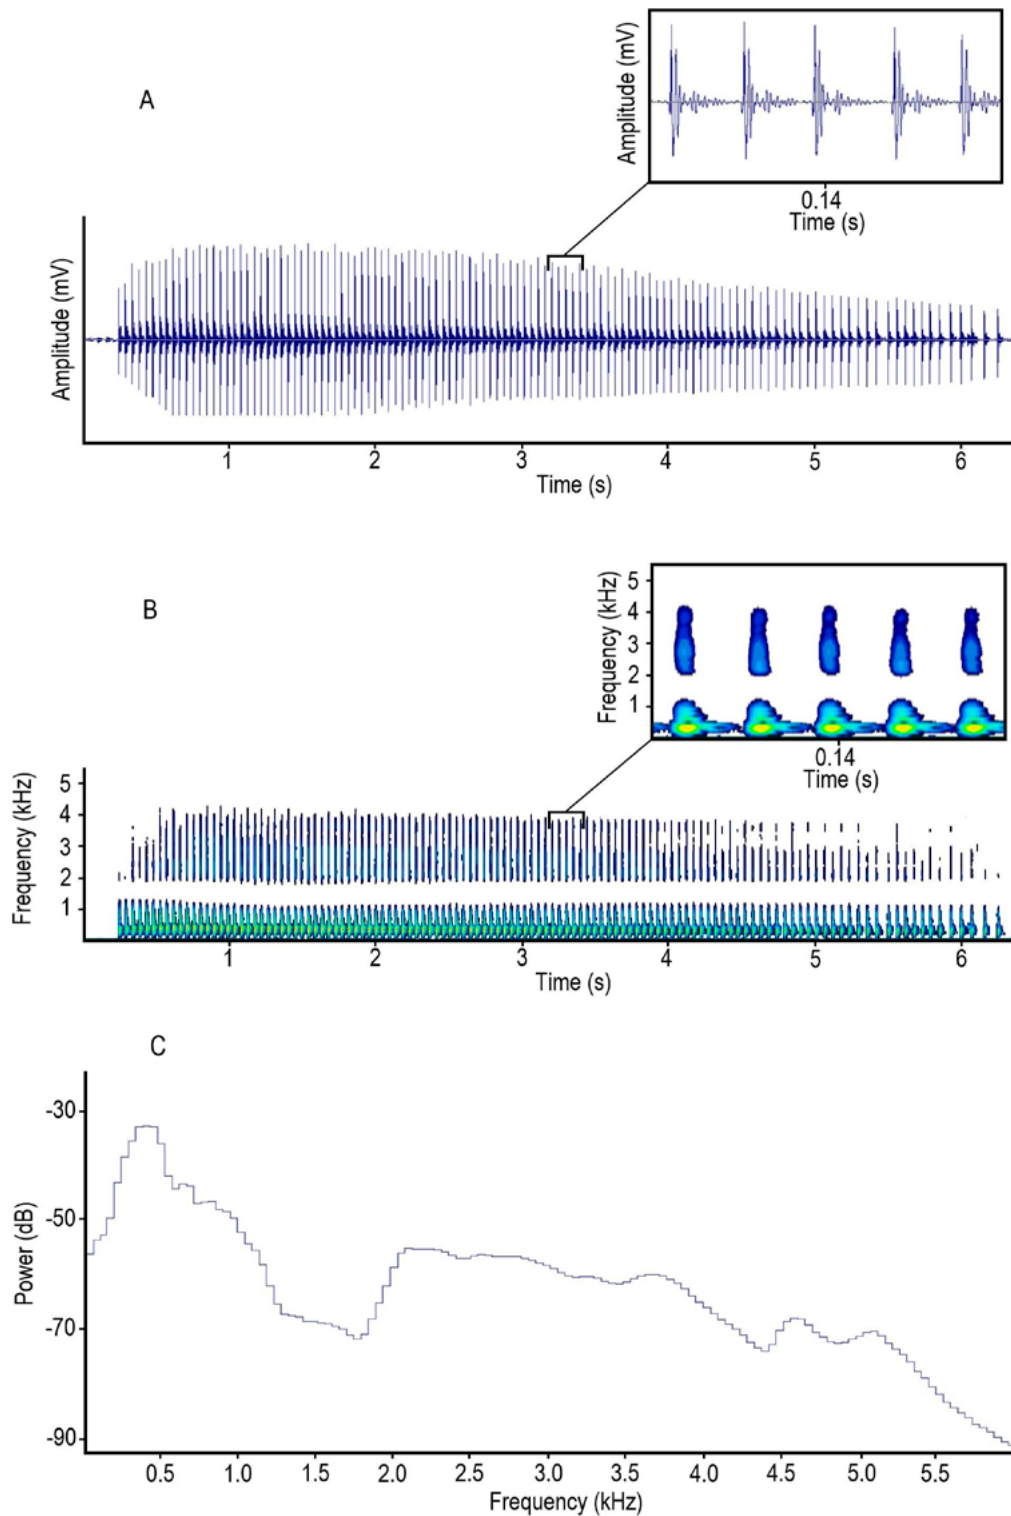 A
Amplitude (mV)
0.14
Time (s)
Amplitude (mV)
1 2 3 4 5 6
Time (s)
B
5
4
3
2
1
Frequency (kHz)
0.14
Time (s)
5
4
3
2
1
Frequency (kHz)
1 2 3 4 5 6
Time (s)
C
-30
-50
-70
-90
Power (dB)
0.5 1.0 1.5 2.0 2.5 3.0 3.5 4.0 4.5 5.0 5.5
Frequency (kHz)